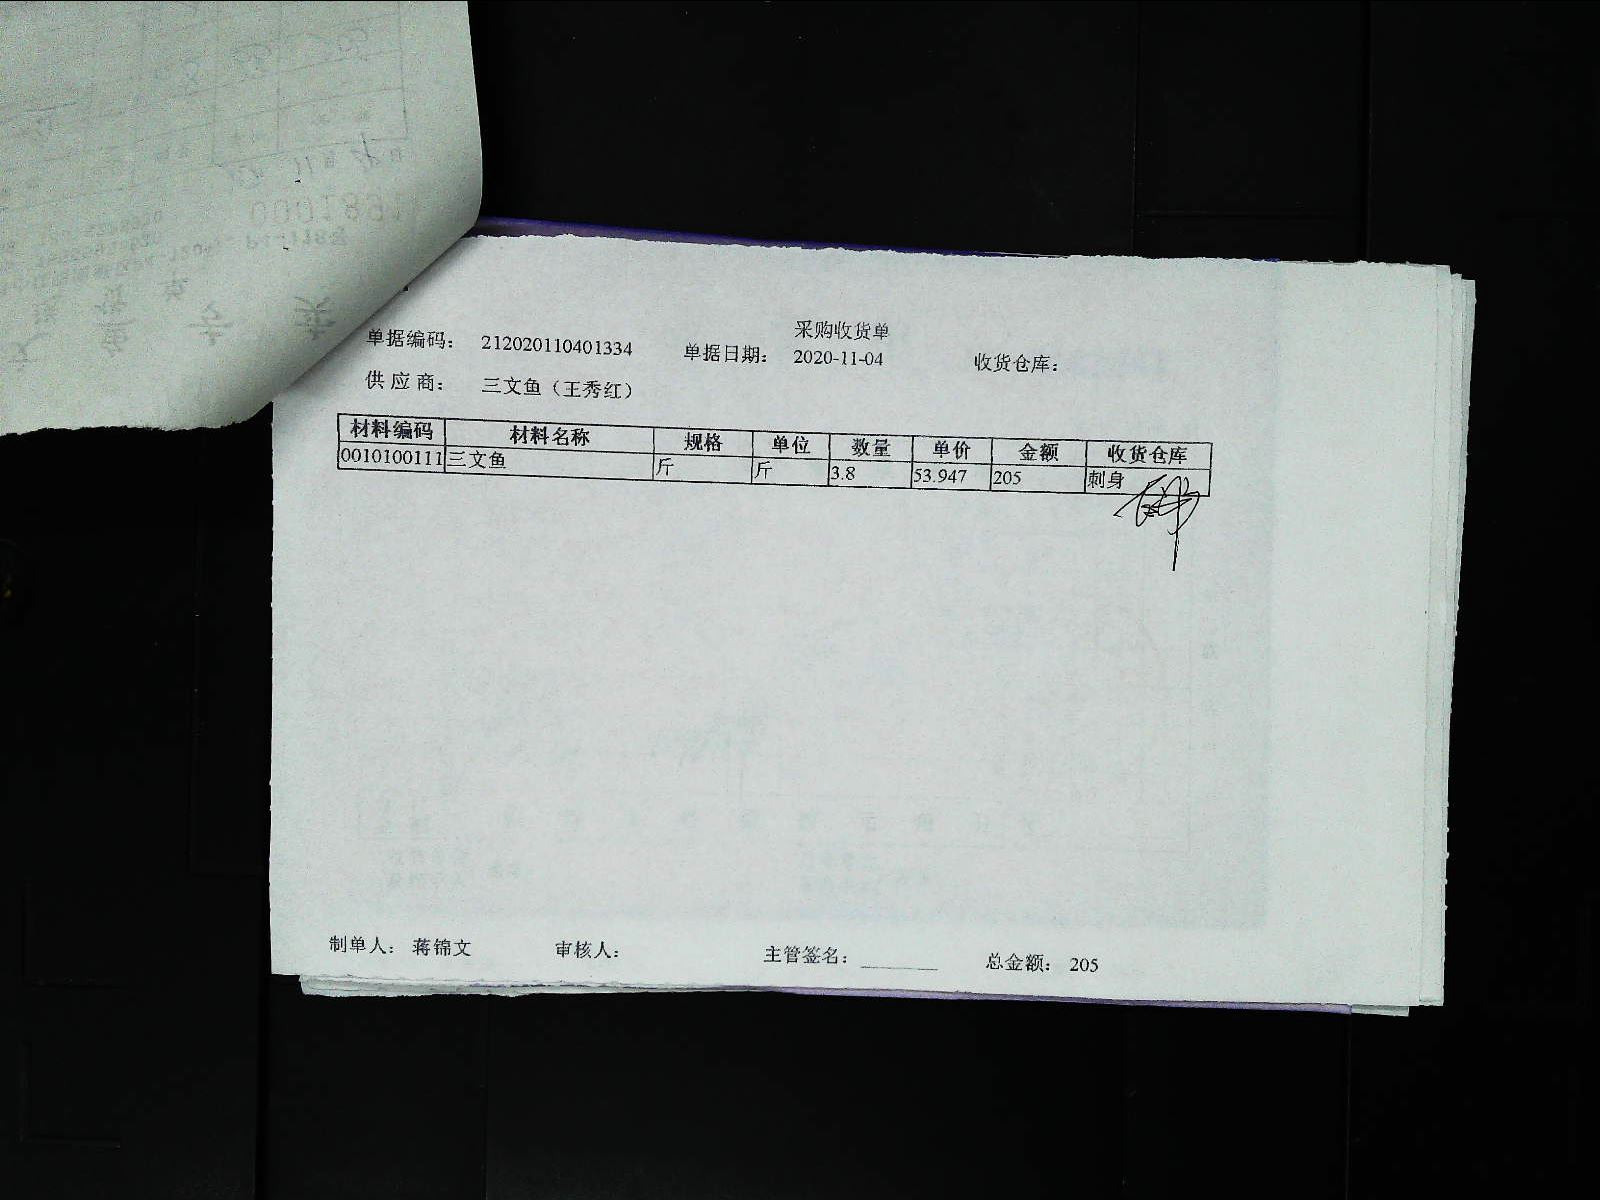 采购收货单
单据编码： 212020110401334 单据日期： 2020-11-04 收货仓库：
供 应 商： 三文鱼（王秀红）
材料编码 材料名称 规格 单位 数量 单价 金额 收货仓库
0010100111 三文鱼 斤 斤 3.8 53.947 205 刺身
制单人： 蒋锦文 审核人： 主管签名： ________ 总金额： 205